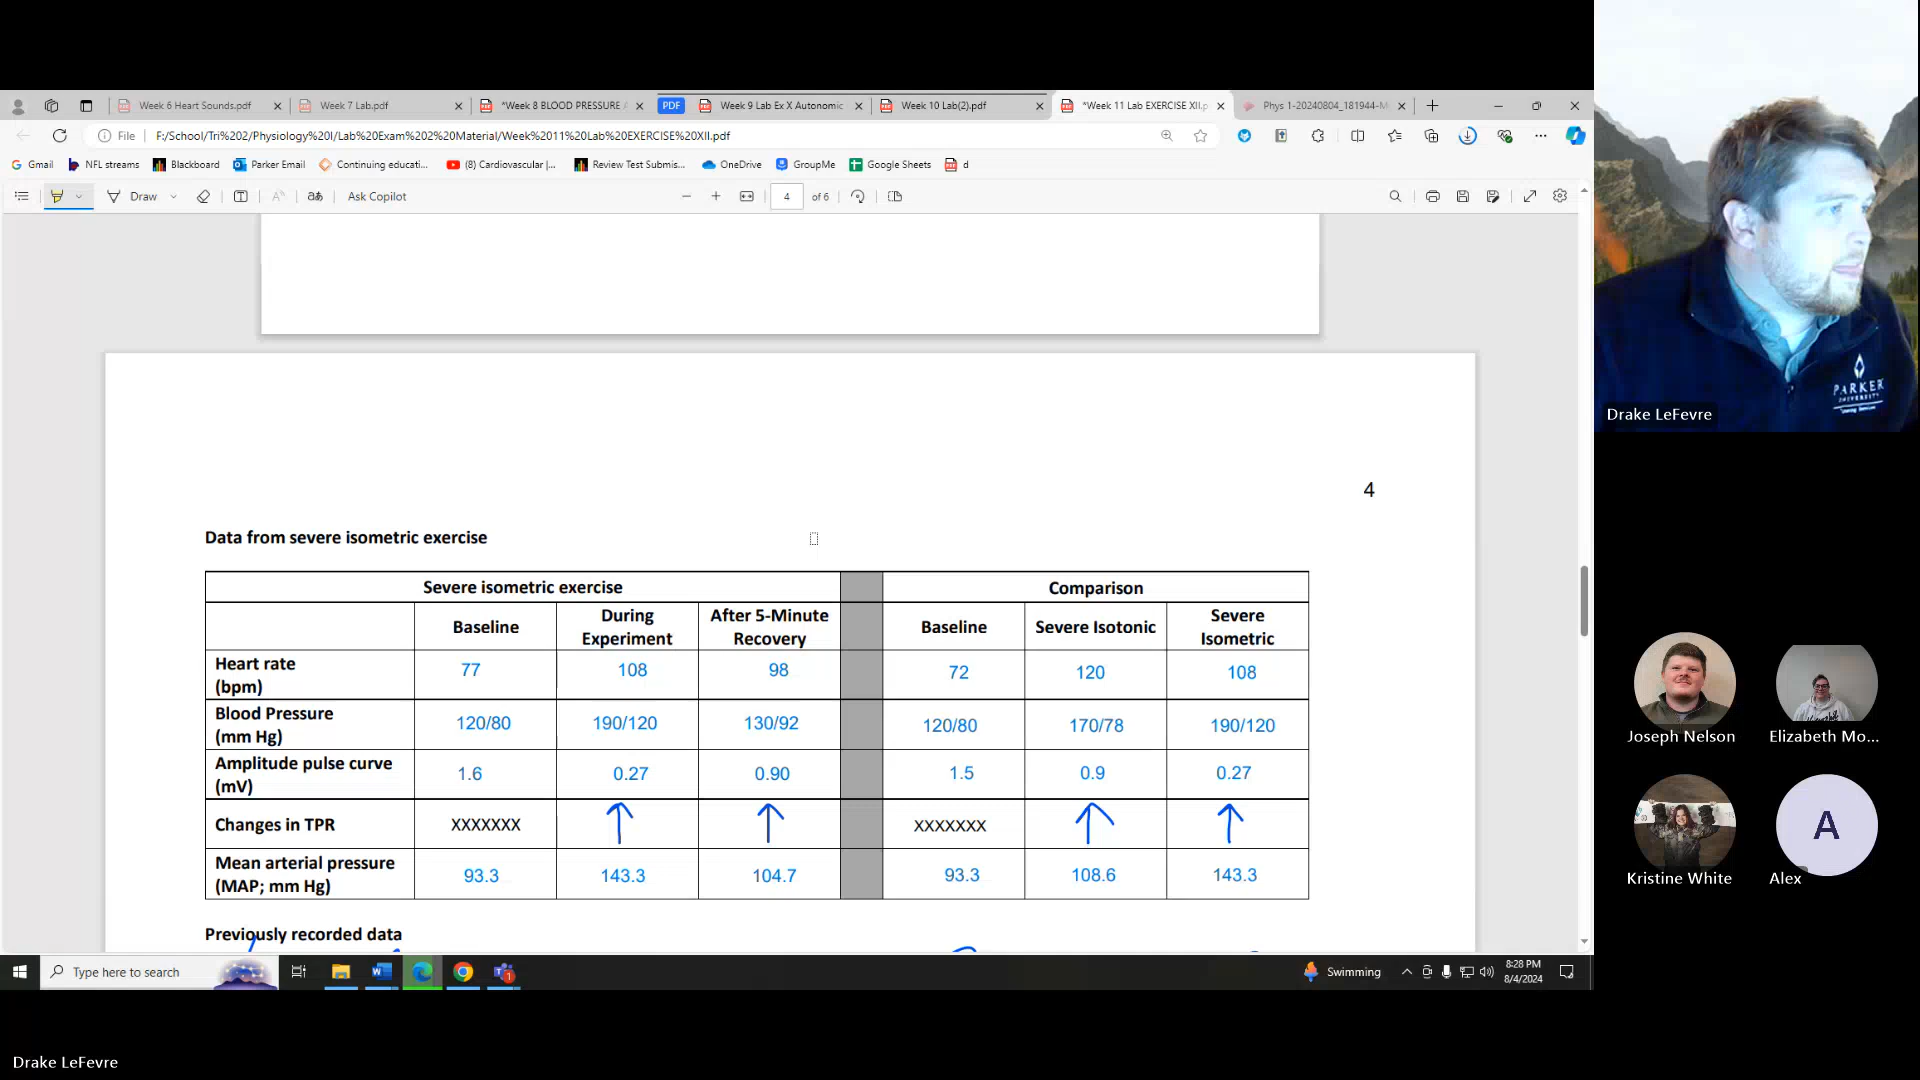 Week 6 Heart Sounds.pdf
Week 7 Lab.pdf
*Week 8 BLOOD PRESSURE
PDF
Week 9 Lab Ex X Autonomic
Week 10 Lab(2).pdf
*Week 11 Lab EXERCISE XII.p
Phys 1-20240804_181944-M
File
F:/School/Tri%202/Physiology%20I/Lab%20Exam%202%20Material/Week%2011%20Lab%20EXERCISE%20XII.pdf
Gmail
NFL streams
Blackboard
Parker Email
Continuing educati...
(8) Cardiovascular |...
Review Test Submis...
OneDrive
GroupMe
Google Sheets
d
Draw
Ask Copilot
4 of 6
4
Data from severe isometric exercise
Severe isometric exercise
Comparison
Baseline
During Experiment
After 5-Minute Recovery
Baseline
Severe Isotonic
Severe Isometric
Heart rate (bpm)
77
108
98
72
120
108
Blood Pressure (mm Hg)
120/80
190/120
130/92
120/80
170/78
190/120
Amplitude pulse curve (mV)
1.6
0.27
0.90
1.5
0.9
0.27
Changes in TPR
XXXXXXX
↑
↑
XXXXXXX
↑
↑
Mean arterial pressure (MAP; mm Hg)
93.3
143.3
104.7
93.3
108.6
143.3
Previously recorded data
Type here to search
Swimming
8:28 PM
8/4/2024
PARKER
UNIVERSITY
Drake LeFevre
Joseph Nelson
Elizabeth Mo...
Kristine White
A
Alex
Drake LeFevre